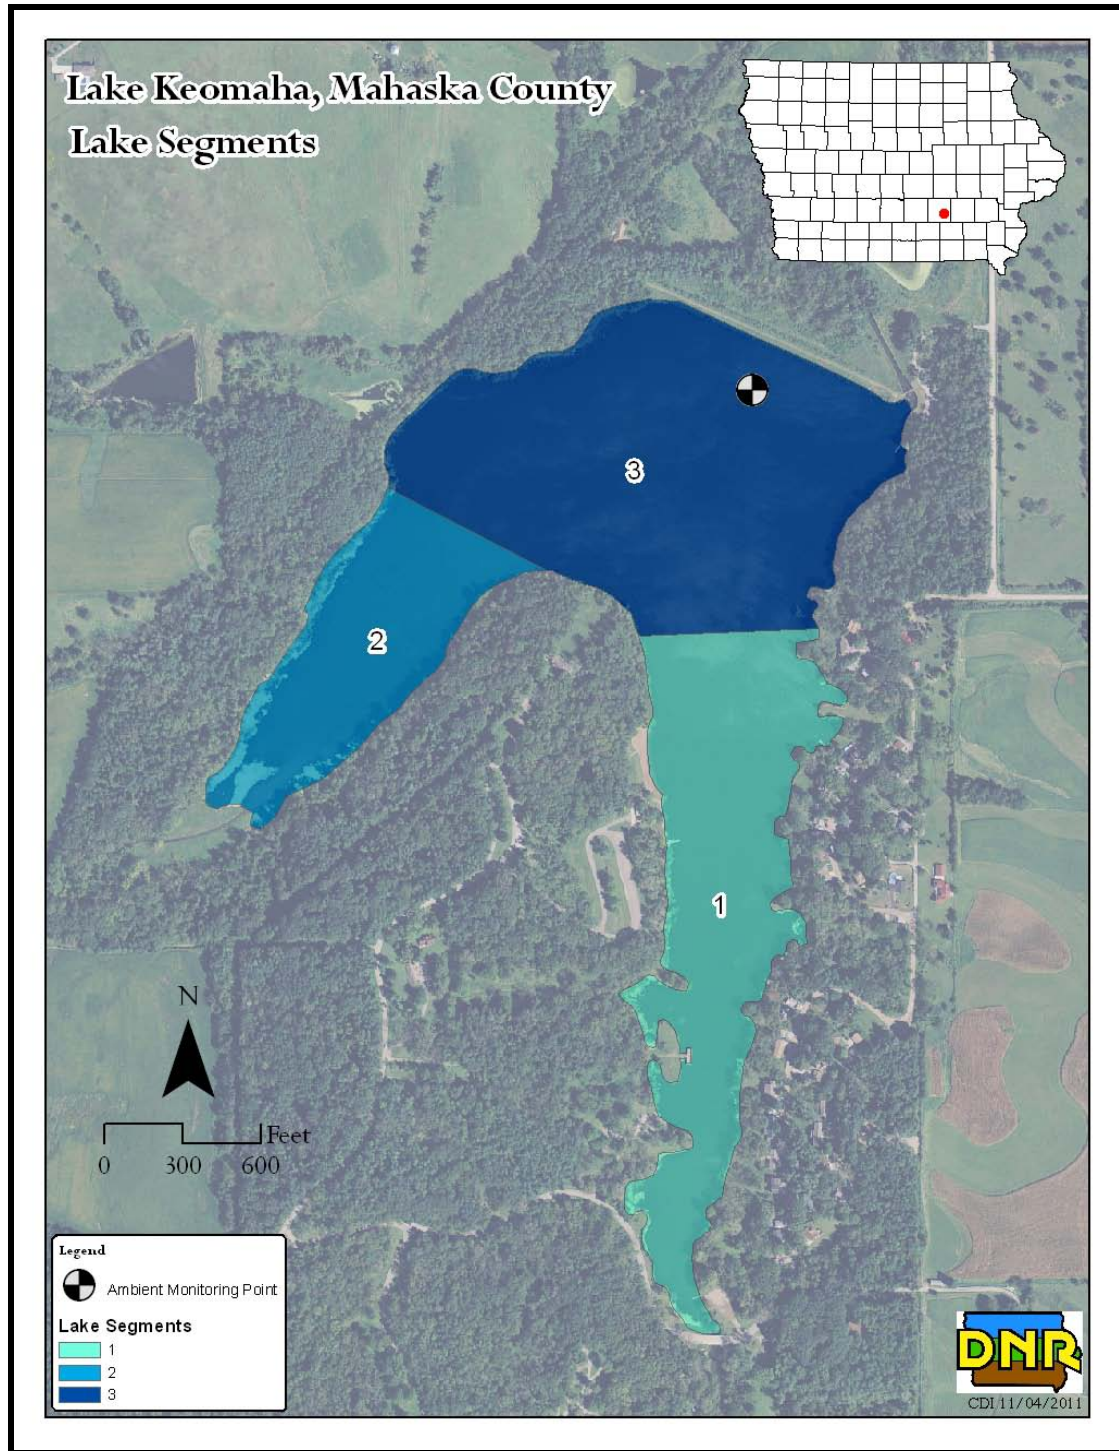 Lake Keomaha, Mahaska County
Lake Segments
3
2
1
N
Feet
0 300 600
Legend
Ambient Monitoring Point
Lake Segments
1
2
3
DNR
CDI 11/04/2011